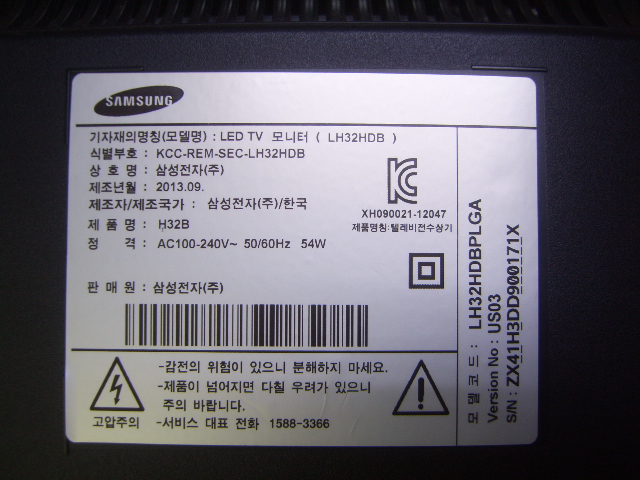 SAMSUNG
기자재의명칭(모델명) : LED TV 모니터 ( LH32HDB )
식별부호 : KCC-REM-SEC-LH32HDB
상 호 명 : 삼성전자(주)
제조년월 : 2013.09.
제조자/제조국가 : 삼성전자(주)/한국
제 품 명 : H32B
정 격 : AC100-240V~ 50/60Hz 54W
XH090021-12047
제품명칭:텔레비전수상기
판 매 원 : 삼성전자(주)
고압주의
-감전의 위험이 있으니 분해하지 마세요.
-제품이 넘어지면 다칠 우려가 있으니
주의 바랍니다.
-서비스 대표 전화 1588-3366
모델코드 : LH32HDBPLGA
Version No : US03
S/N : ZX41H3DD900171X